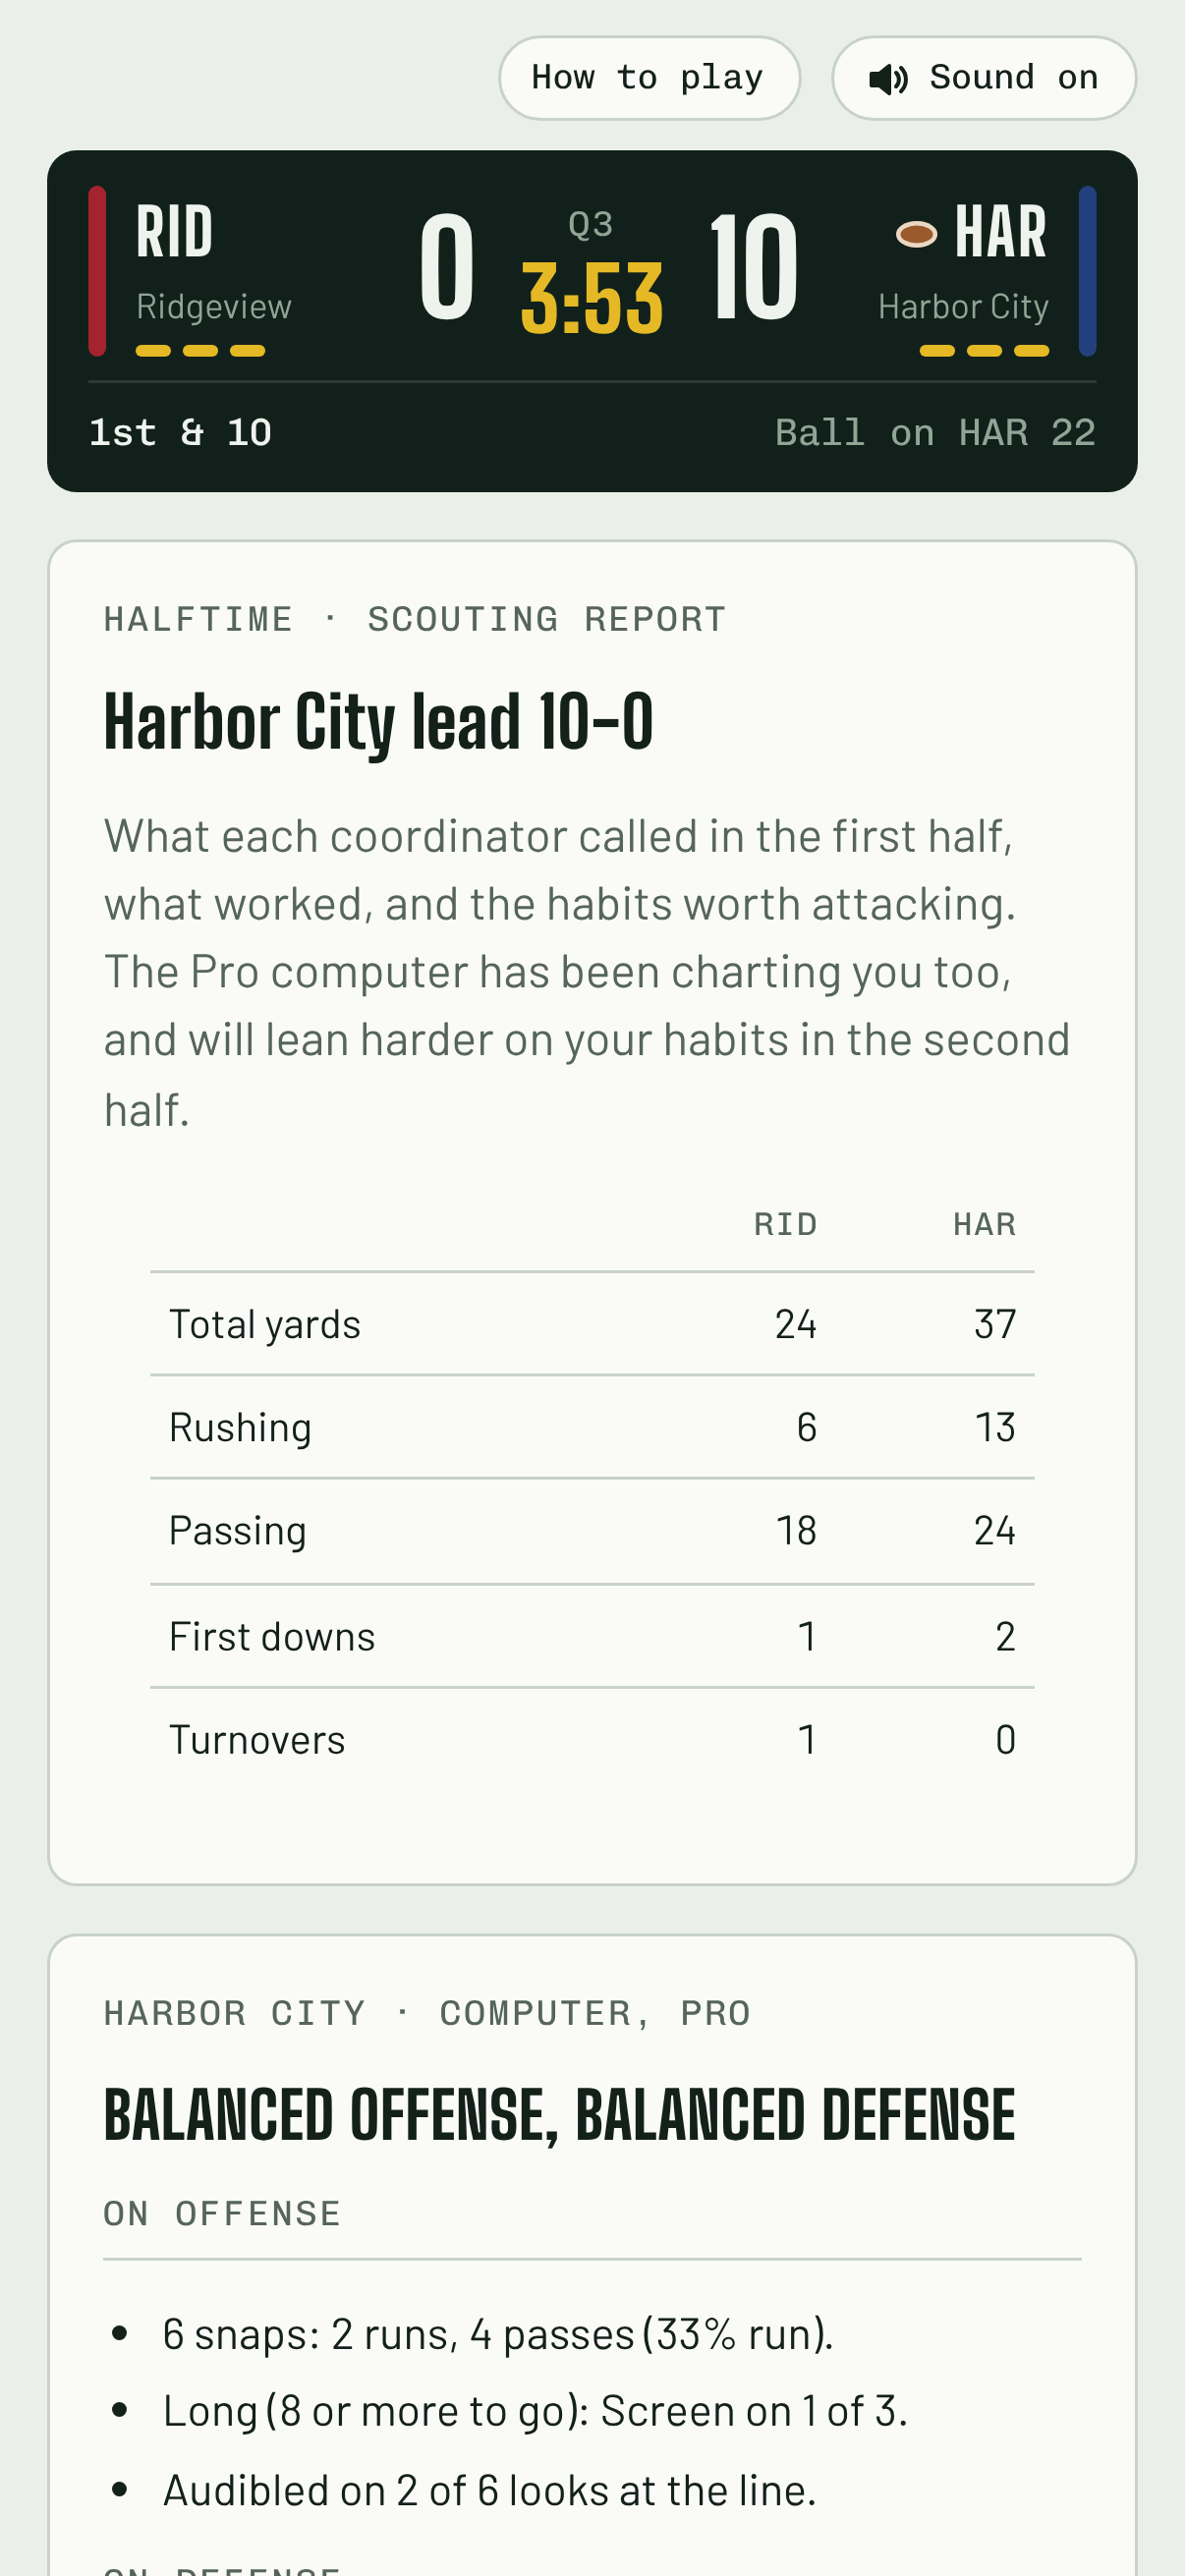 How to play
Sound on
RID 0 Q3 10 HAR
Ridgeview 3:53 Harbor City
1st & 10 Ball on HAR 22
HALFTIME · SCOUTING REPORT
Harbor City lead 10–0
What each coordinator called in the first half,
what worked, and the habits worth attacking.
The Pro computer has been charting you too,
and will lean harder on your habits in the second
half.
RID HAR
Total yards 24 37
Rushing 6 13
Passing 18 24
First downs 1 2
Turnovers 1 0
HARBOR CITY · COMPUTER, PRO
BALANCED OFFENSE, BALANCED DEFENSE
ON OFFENSE
• 6 snaps: 2 runs, 4 passes (33% run).
• Long (8 or more to go): Screen on 1 of 3.
• Audibled on 2 of 6 looks at the line.
ON DEFENSE